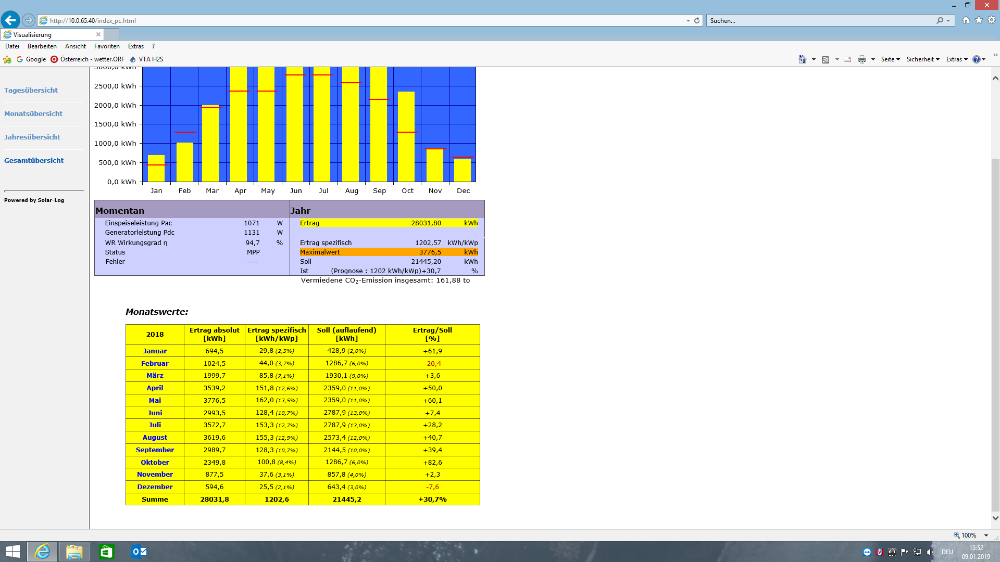 http://10.0.65.40/index_pc.html
Suchen...
Visualisierung
Datei Bearbeiten Ansicht Favoriten Extras ?
Google Österreich - wetter.ORF VTA H2S
Seite Sicherheit Extras
Tagesübersicht
Monatsübersicht
Jahresübersicht
Gesamtübersicht
Powered by Solar-Log
3000,0 kWh
2500,0 kWh
2000,0 kWh
1500,0 kWh
1000,0 kWh
500,0 kWh
0,0 kWh
Jan Feb Mar Apr May Jun Jul Aug Sep Oct Nov Dec
Momentan
Einspeiseleistung Pac 1071 W
Generatorleistung Pdc 1131 W
WR Wirkungsgrad η 94,7 %
Status MPP
Fehler ----
Jahr
Ertrag 28031,80 kWh
Ertrag spezifisch 1202,57 kWh/kWp
Maximalwert 3776,5 kWh
Soll 21445,20 kWh
Ist (Prognose : 1202 kWh/kWp)+30,7 %
Vermiedene CO2-Emission insgesamt: 161,88 to
Monatswerte:
2018 Ertrag absolut [kWh] Ertrag spezifisch [kWh/kWp] Soll (auflaufend) [kWh] Ertrag/Soll [%]
Januar 694,5 29,8 (2,5%) 428,9 (2,0%) +61,9
Februar 1024,5 44,0 (3,7%) 1286,7 (6,0%) -20,4
März 1999,7 85,8 (7,1%) 1930,1 (9,0%) +3,6
April 3539,2 151,8 (12,6%) 2359,0 (11,0%) +50,0
Mai 3776,5 162,0 (13,5%) 2359,0 (11,0%) +60,1
Juni 2993,5 128,4 (10,7%) 2787,9 (13,0%) +7,4
Juli 3572,7 153,3 (12,7%) 2787,9 (13,0%) +28,2
August 3619,6 155,3 (12,9%) 2573,4 (12,0%) +40,7
September 2989,7 128,3 (10,7%) 2144,5 (10,0%) +39,4
Oktober 2349,8 100,8 (8,4%) 1286,7 (6,0%) +82,6
November 877,5 37,6 (3,1%) 857,8 (4,0%) +2,3
Dezember 594,6 25,5 (2,1%) 643,4 (3,0%) -7,6
Summe 28031,8 1202,6 21445,2 +30,7%
100%
DEU
13:52
09.01.2019